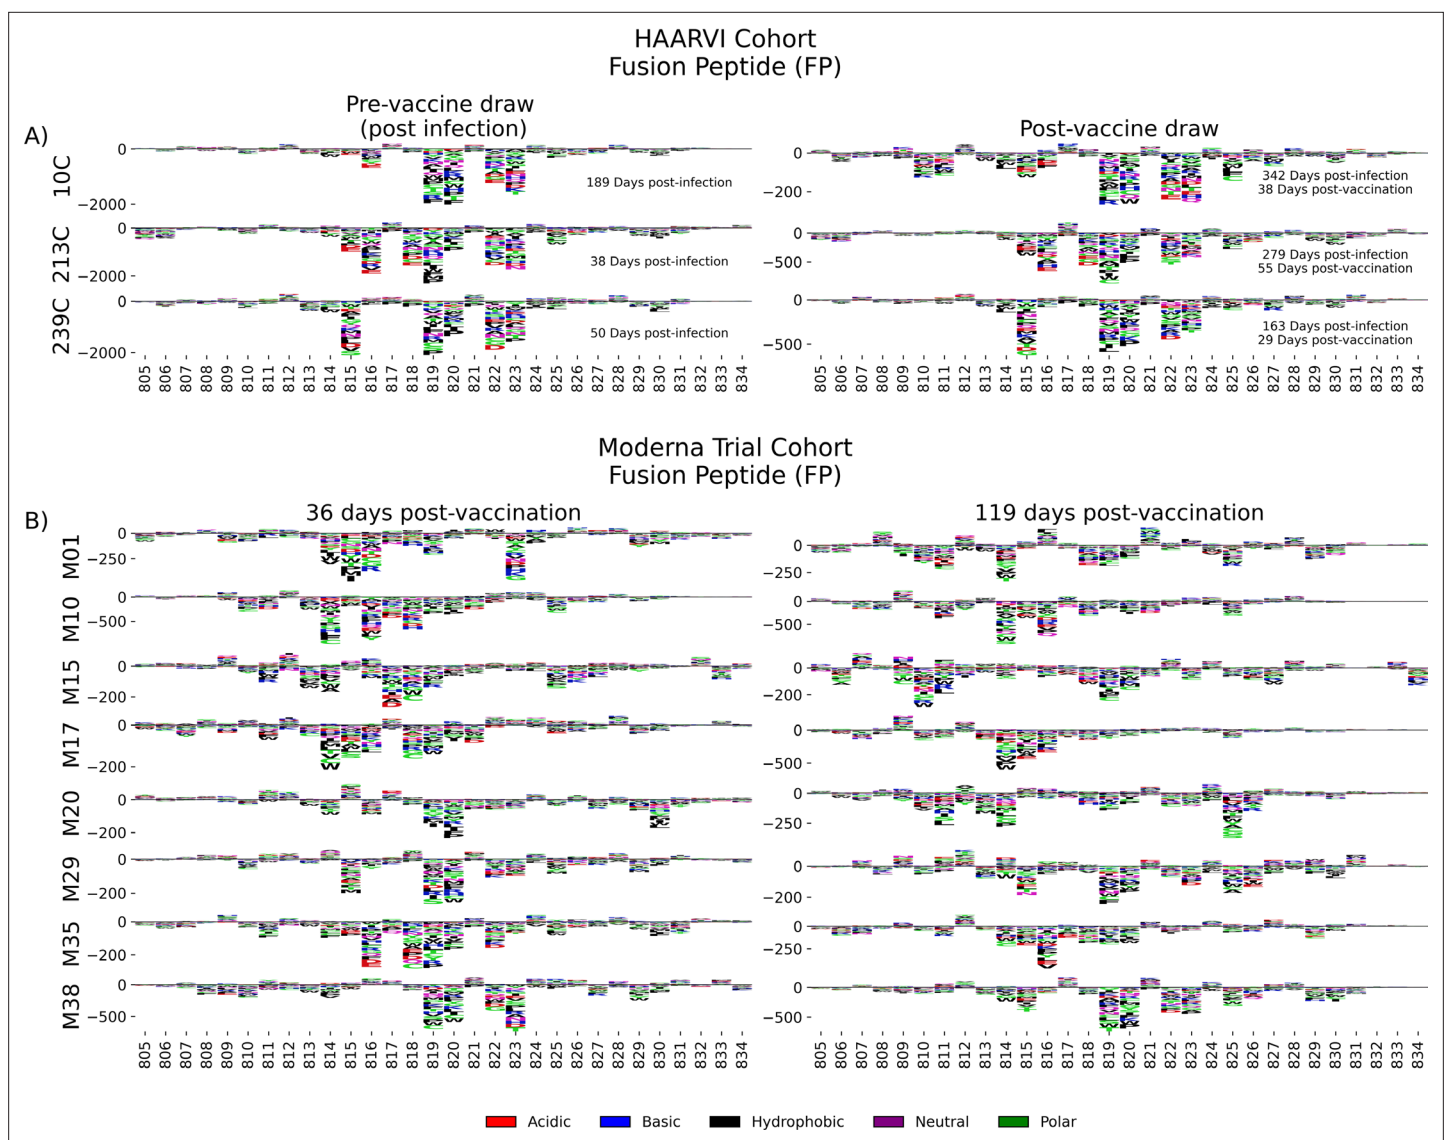 HAARVI Cohort
Fusion Peptide (FP)
A)
Pre-vaccine draw
(post infection)
Post-vaccine draw
10C
0
−2000
189 Days post-infection
0
−200
342 Days post-infection
38 Days post-vaccination
213C
0
−2000
38 Days post-infection
0
−500
279 Days post-infection
55 Days post-vaccination
239C
0
−2000
50 Days post-infection
0
−500
163 Days post-infection
29 Days post-vaccination
805 806 807 808 809 810 811 812 813 814 815 816 817 818 819 820 821 822 823 824 825 826 827 828 829 830 831 832 833 834
805 806 807 808 809 810 811 812 813 814 815 816 817 818 819 820 821 822 823 824 825 826 827 828 829 830 831 832 833 834
Moderna Trial Cohort
Fusion Peptide (FP)
B)
36 days post-vaccination
119 days post-vaccination
M01
0
−250
0
−250
M10
0
−500
0
−500
M15
0
−200
0
−200
M17
0
−200
0
−500
M20
0
−200
0
−250
M29
0
−200
0
−200
M35
0
−200
0
−250
M38
0
−500
0
−500
805 806 807 808 809 810 811 812 813 814 815 816 817 818 819 820 821 822 823 824 825 826 827 828 829 830 831 832 833 834
805 806 807 808 809 810 811 812 813 814 815 816 817 818 819 820 821 822 823 824 825 826 827 828 829 830 831 832 833 834
Acidic Basic Hydrophobic Neutral Polar